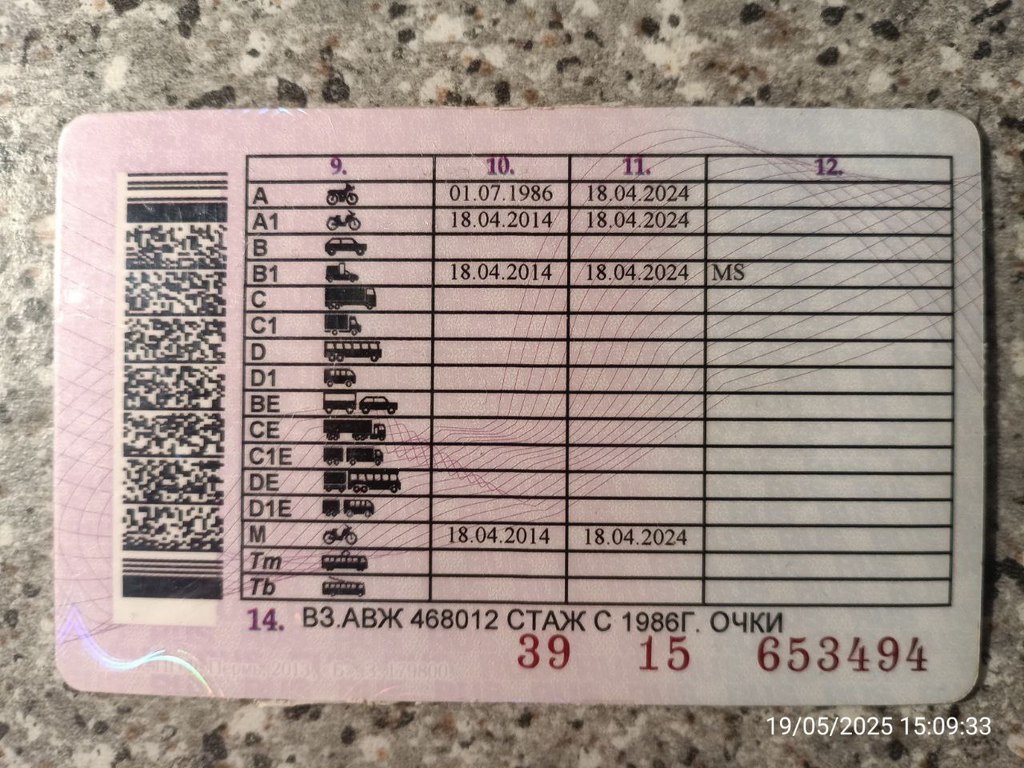 9. 10. 11. 12.
A 01.07.1986 18.04.2024
A1 18.04.2014 18.04.2024
B
B1 18.04.2014 18.04.2024 MS
C
C1
D
D1
BE
CE
C1E
DE
D1E
M 18.04.2014 18.04.2024
Tm
Tb
14. ВЗ.АВЖ 468012 СТАЖ С 1986Г. ОЧКИ
39 15 653494
19/05/2025 15:09:33